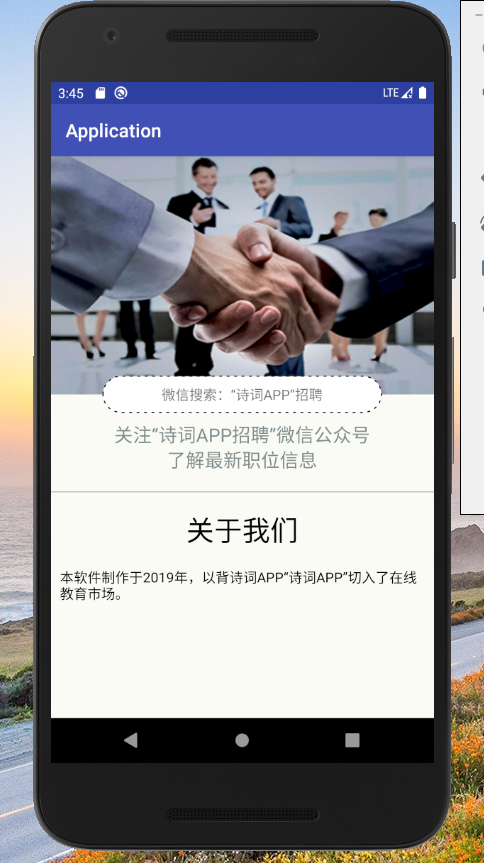 3:45 LTE
Application
微信搜索：“诗词APP”招聘
关注“诗词APP招聘”微信公众号
了解最新职位信息
关于我们
本软件制作于2019年，以背诗词APP“诗词APP”切入了在线
教育市场。